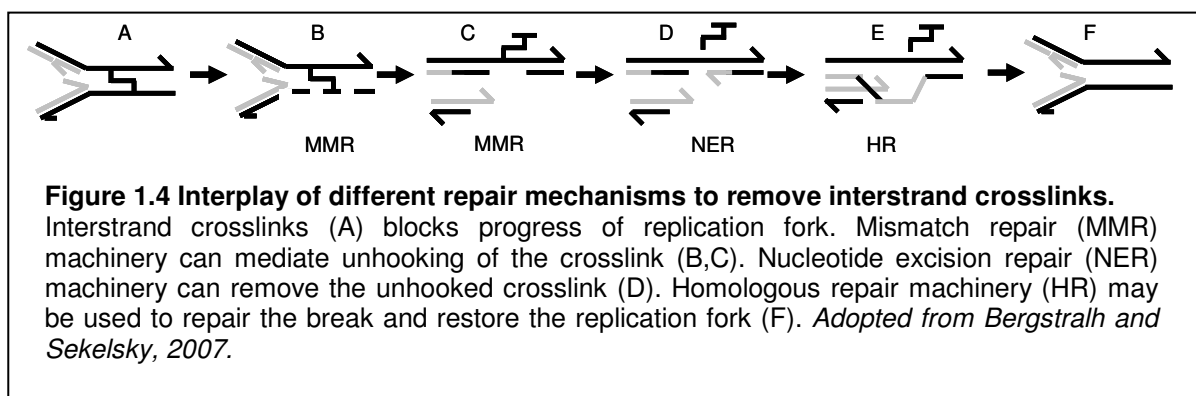 A B C D E F
MMR MMR NER HR
Figure 1.4 Interplay of different repair mechanisms to remove interstrand crosslinks.
Interstrand crosslinks (A) blocks progress of replication fork. Mismatch repair (MMR)
machinery can mediate unhooking of the crosslink (B,C). Nucleotide excision repair (NER)
machinery can remove the unhooked crosslink (D). Homologous repair machinery (HR) may
be used to repair the break and restore the replication fork (F). Adopted from Bergstralh and
Sekelsky, 2007.